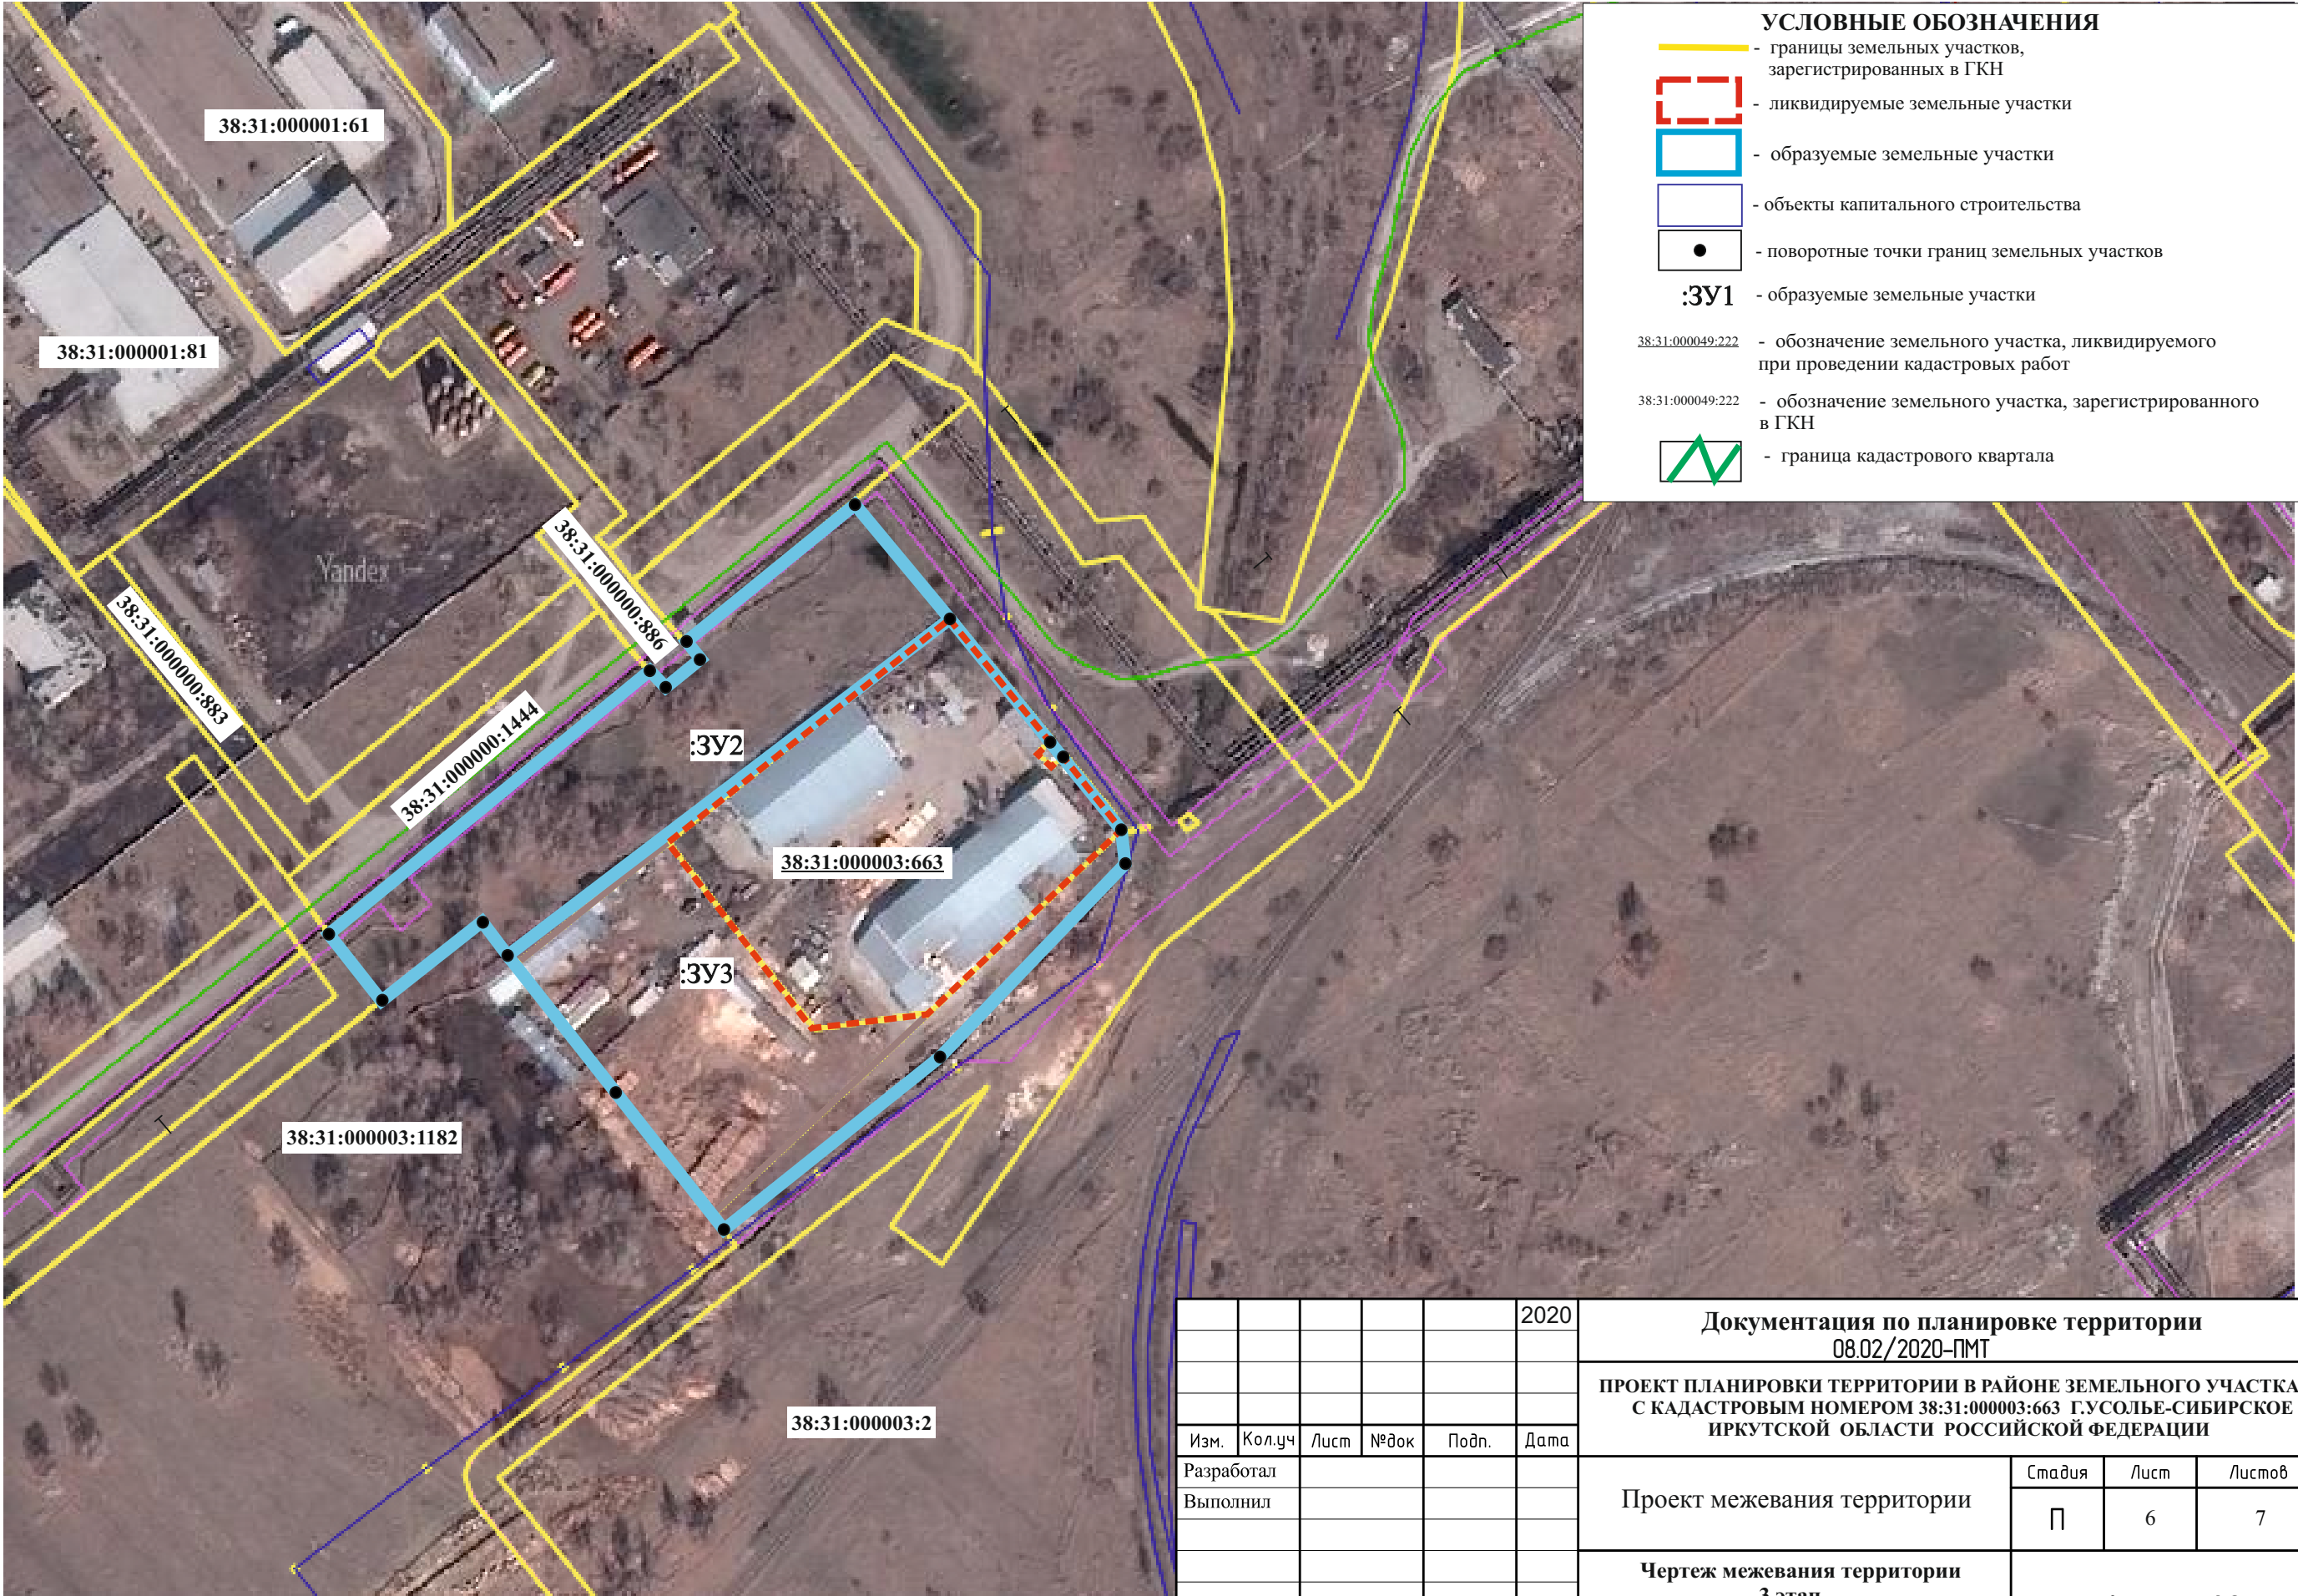 УСЛОВНЫЕ ОБОЗНАЧЕНИЯ
- границы земельных участков,
зарегистрированных в ГКН
- ликвидируемые земельные участки
- образуемые земельные участки
- объекты капитального строительства
- поворотные точки границ земельных участков
:ЗУ1 - образуемые земельные участки
38:31:000049:222 - обозначение земельного участка, ликвидируемого
при проведении кадастровых работ
38:31:000049:222 - обозначение земельного участка, зарегистрированного
в ГКН
- граница кадастрового квартала
38:31:000001:61
38:31:000001:81
Yandex
38:31:000000:886
38:31:000000:883
38:31:000000:1444
:ЗУ2
38:31:000003:663
:ЗУ3
38:31:000003:1182
38:31:000003:2
2020
Документация по планировке территории
08.02/2020-ПМТ
ПРОЕКТ ПЛАНИРОВКИ ТЕРРИТОРИИ В РАЙОНЕ ЗЕМЕЛЬНОГО УЧАСТКА
С КАДАСТРОВЫМ НОМЕРОМ 38:31:000003:663 Г.УСОЛЬЕ-СИБИРСКОЕ
ИРКУТСКОЙ ОБЛАСТИ РОССИЙСКОЙ ФЕДЕРАЦИИ
Изм. Кол.уч Лист №док Подп. Дата
Разработал
Выполнил
Проект межевания территории
Стадия Лист Листов
П 6 7
Чертеж межевания территории
3 этап